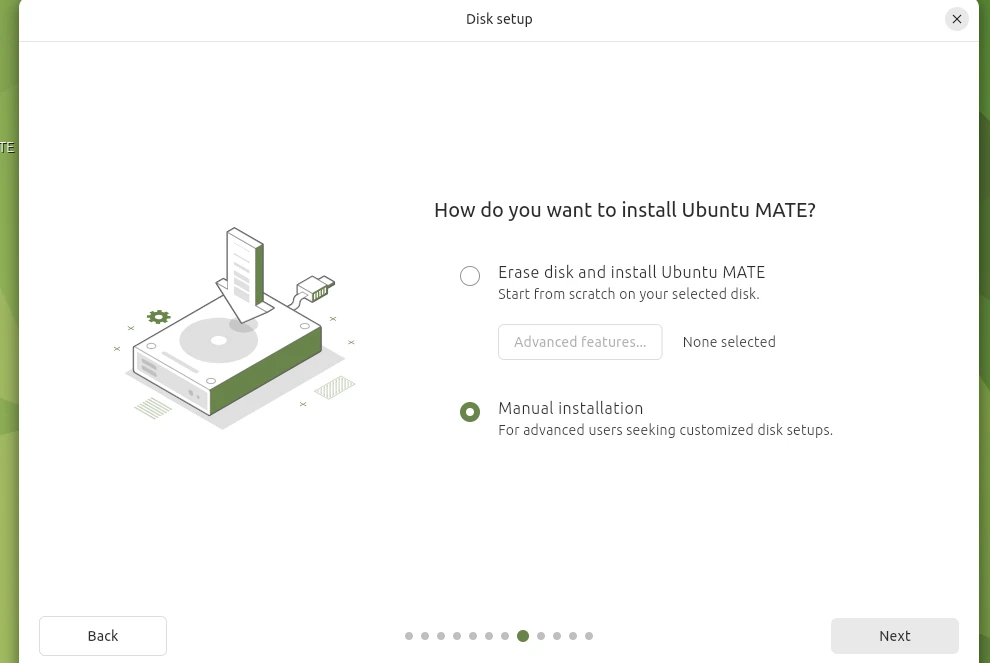 Disk setup
TE
How do you want to install Ubuntu MATE?
Erase disk and install Ubuntu MATE
Start from scratch on your selected disk.
Advanced features... None selected
Manual installation
For advanced users seeking customized disk setups.
Back Next